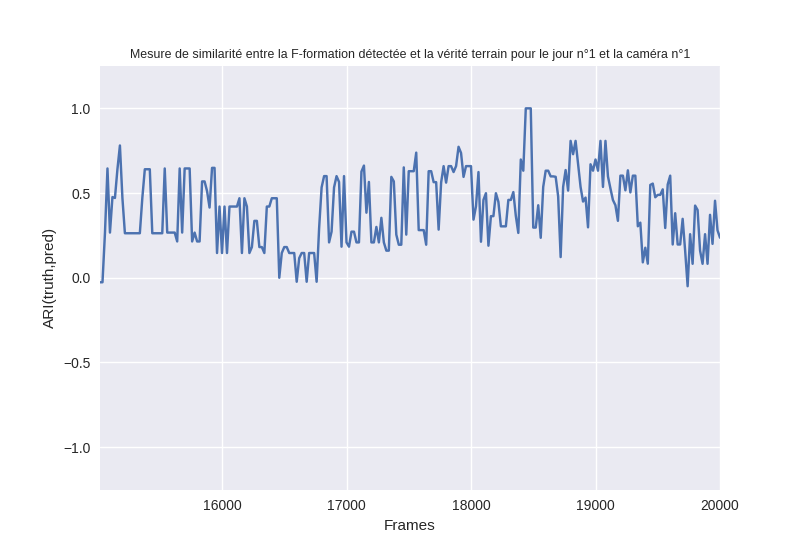 Mesure de similarité entre la F-formation détectée et la vérité terrain pour le jour n°1 et la caméra n°1
1.0
0.5
0.0
−0.5
−1.0
ARI(truth,pred)
16000 17000 18000 19000 20000
Frames